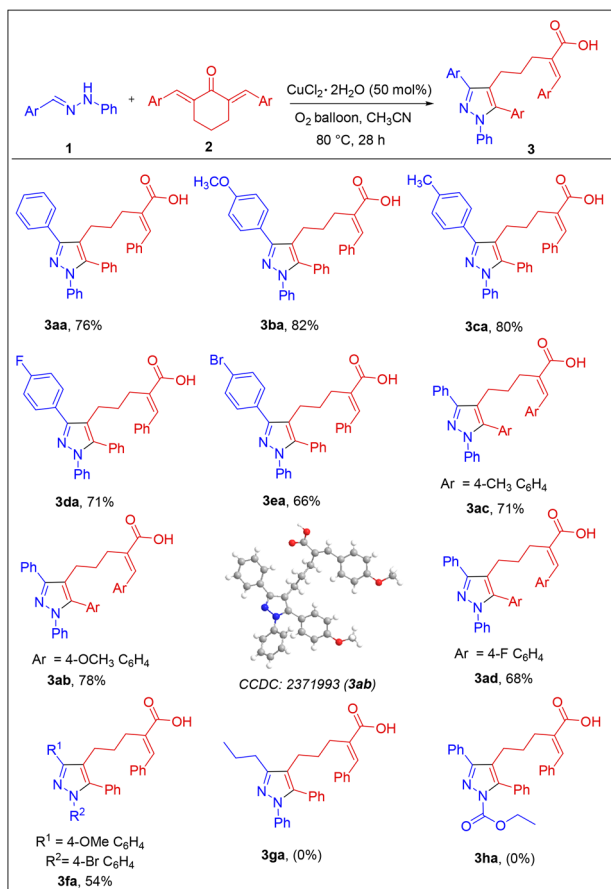 Ar N H N Ph
1
+
O
Ar Ar
2
CuCl₂· 2H₂O (50 mol%)
O₂ balloon, CH₃CN
80 °C, 28 h
Ar O OH
N N Ar Ar
Ph
3
O OH
Ph
N N Ph
Ph
3aa, 76%
H₃CO O OH
Ph
N N Ph
Ph
3ba, 82%
H₃C O OH
Ph
N N Ph
Ph
3ca, 80%
F O OH
Ph
N N Ph
Ph
3da, 71%
Br O OH
Ph
N N Ph
Ph
3ea, 66%
Ph O OH
Ar
N N Ar
Ph
Ar = 4-CH₃ C₆H₄
3ac, 71%
Ph O OH
Ar
N N Ar
Ph
Ar = 4-OCH₃ C₆H₄
3ab, 78%
CCDC: 2371993 (3ab)
Ph O OH
Ar
N N Ar
Ph
Ar = 4-F C₆H₄
3ad, 68%
R¹ O OH
Ph
N N Ph
R²
R¹ = 4-OMe C₆H₄
R²= 4-Br C₆H₄
3fa, 54%
O OH
Ph
N N Ph
Ph
3ga, (0%)
Ph O OH
Ph
N N Ph
O O
3ha, (0%)